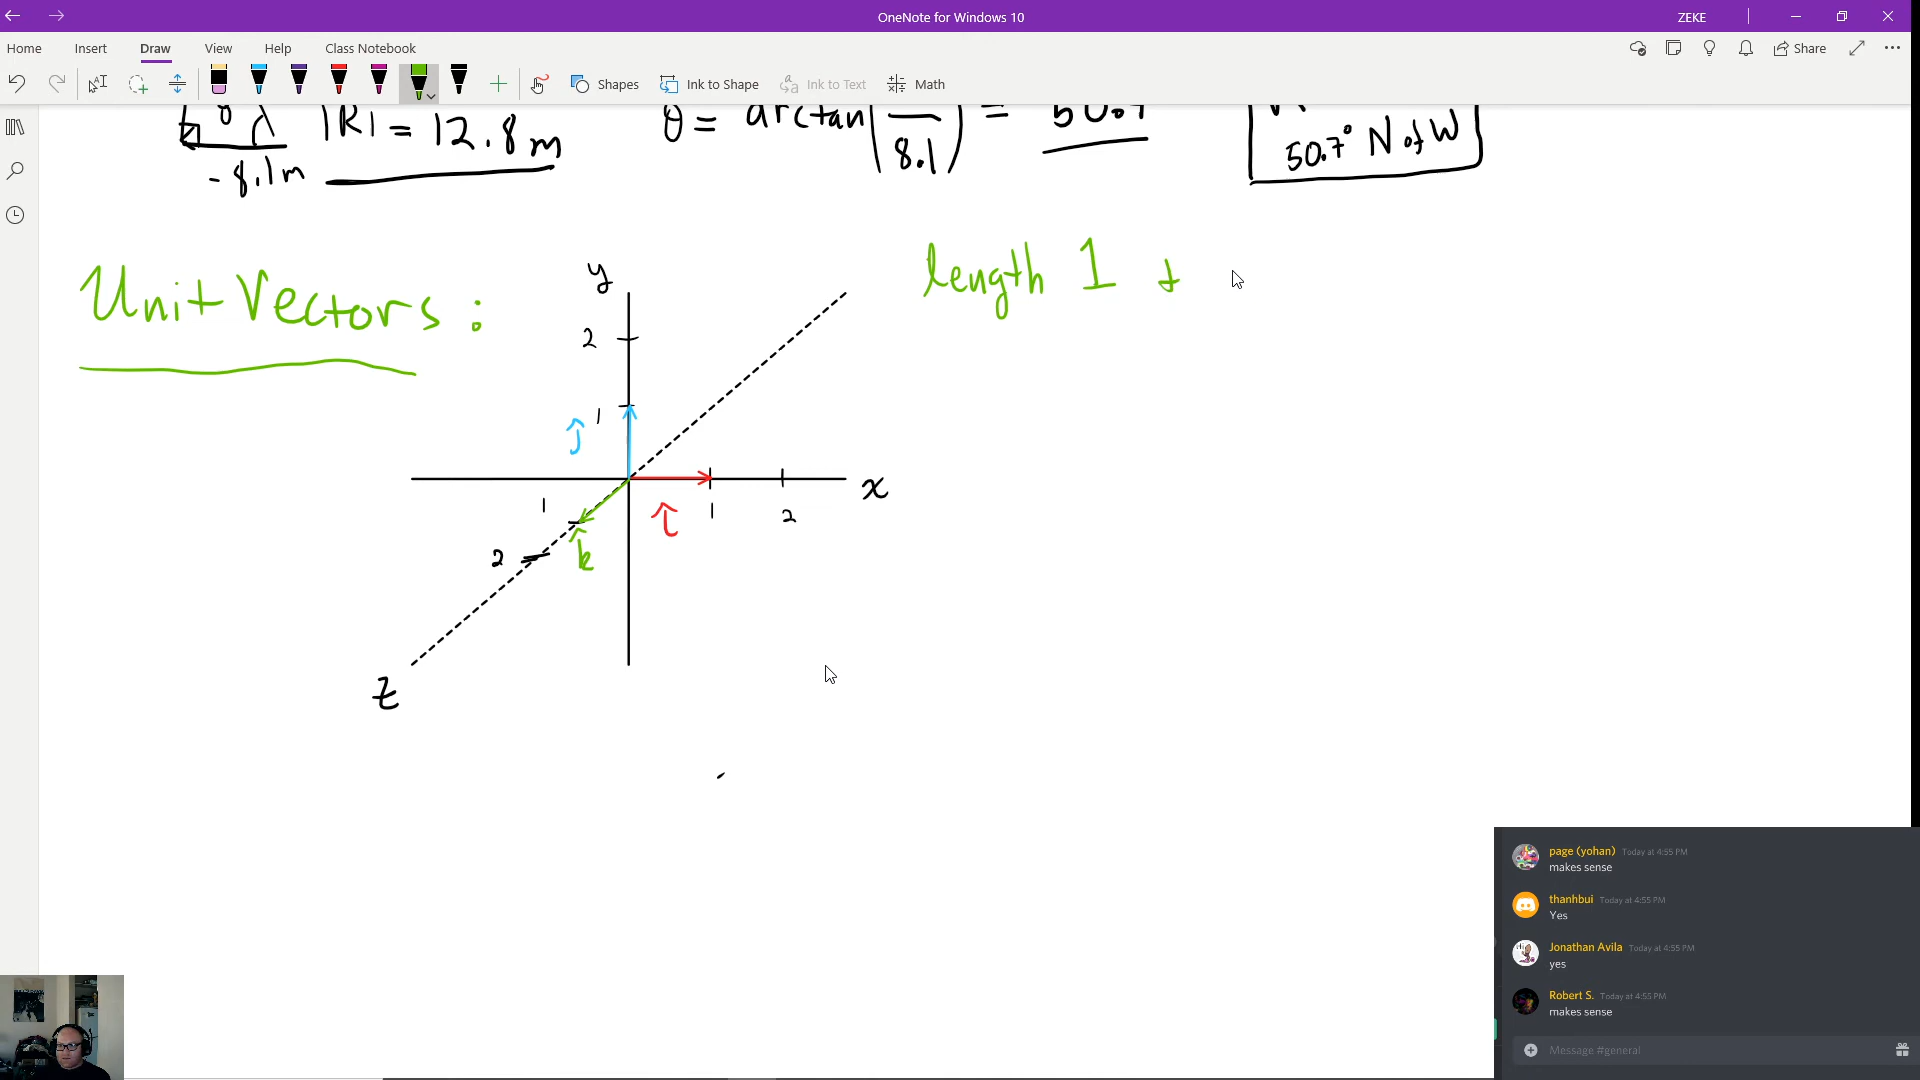 OneNote for Windows 10
ZEKE
Home Insert Draw View Help Class Notebook
Share
Shapes Ink to Shape Ink to Text Math
-8.1m
|R| = 12.8 m
θ = arctan( 8.1 ) = 50.7
50.7° N of W
Unit Vectors :
length 1 +
y
2
1
ĵ
x
î
1
2
1
k̂
2
z
page (yohan) Today at 4:55 PM
makes sense
thanhbui Today at 4:55 PM
Yes
Jonathan Avila Today at 4:55 PM
yes
Robert S. Today at 4:55 PM
makes sense
Message #general